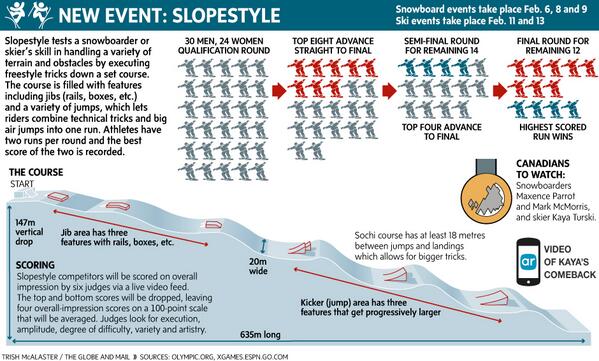 NEW EVENT: SLOPESTYLE
Snowboard events take place Feb. 6, 8 and 9
Ski events take place Feb. 11 and 13
Slopestyle tests a snowboarder or
skier's skill in handling a variety of
terrain and obstacles by executing
freestyle tricks down a set course.
The course is filled with features
including jibs (rails, boxes, etc.)
and a variety of jumps, which lets
riders combine technical tricks and big
air jumps into one run. Athletes have
two runs per round and the best
score of the two is recorded.
30 MEN, 24 WOMEN
QUALIFICATION ROUND
TOP EIGHT ADVANCE
STRAIGHT TO FINAL
SEMI-FINAL ROUND
FOR REMAINING 14
TOP FOUR ADVANCE
TO FINAL
FINAL ROUND FOR
REMAINING 12
HIGHEST SCORED
RUN WINS
CANADIANS
TO WATCH:
Snowboarders
Maxence Parrot
and Mark McMorris,
and skier Kaya Turski.
THE COURSE
START
147m
vertical
drop
Jib area has three
features with rails, boxes, etc.
20m
wide
Sochi course has at least 18 metres
between jumps and landings
which allows for bigger tricks.
ar
VIDEO
OF KAYA'S
COMEBACK
SCORING
Slopestyle competitors will be scored on overall
impression by six judges via a live video feed.
The top and bottom scores will be dropped, leaving
four overall-impression scores on a 100-point scale
that will be averaged. Judges look for execution,
amplitude, degree of difficulty, variety and artistry.
Kicker (jump) area has three
features that get progressively larger
635m long
TRISH McALASTER / THE GLOBE AND MAIL » SOURCES: OLYMPIC.ORG, XGAMES.ESPN.GO.COM